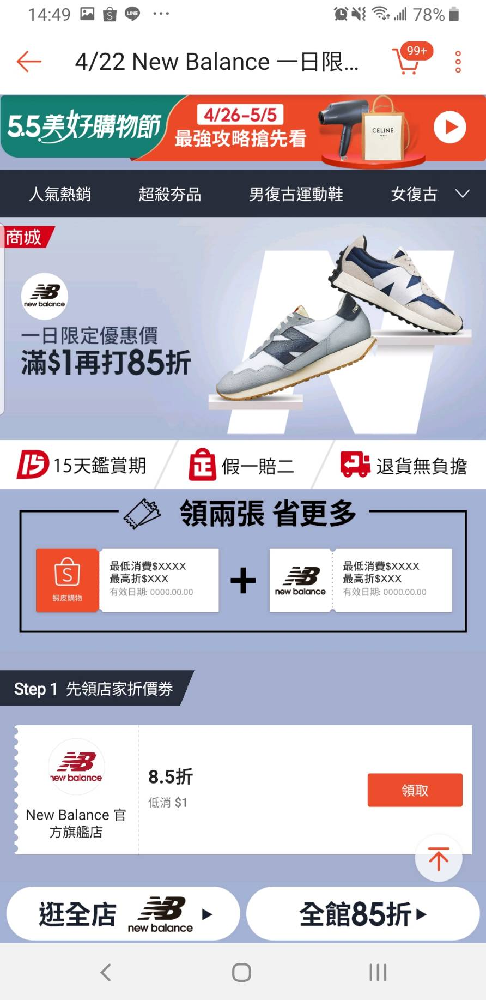 14:49
LINE
78%
4/22 New Balance 一日限...
99+
5.5美好購物節
4/26-5/5
最強攻略搶先看
CELINE
PARIS
人氣熱銷 超殺夯品 男復古運動鞋 女復古
商城
new balance
一日限定優惠價
滿$1再打85折
15天鑑賞期 假一賠二 退貨無負擔
領兩張 省更多
蝦皮購物
最低消費$XXXX
最高折$XXX
有效日期: 0000.00.00
+
new balance
最低消費$XXXX
最高折$XXX
有效日期: 0000.00.00
Step 1 先領店家折價券
new balance
New Balance 官
方旗艦店
8.5折
低消 $1
領取
逛全店 new balance
全館85折